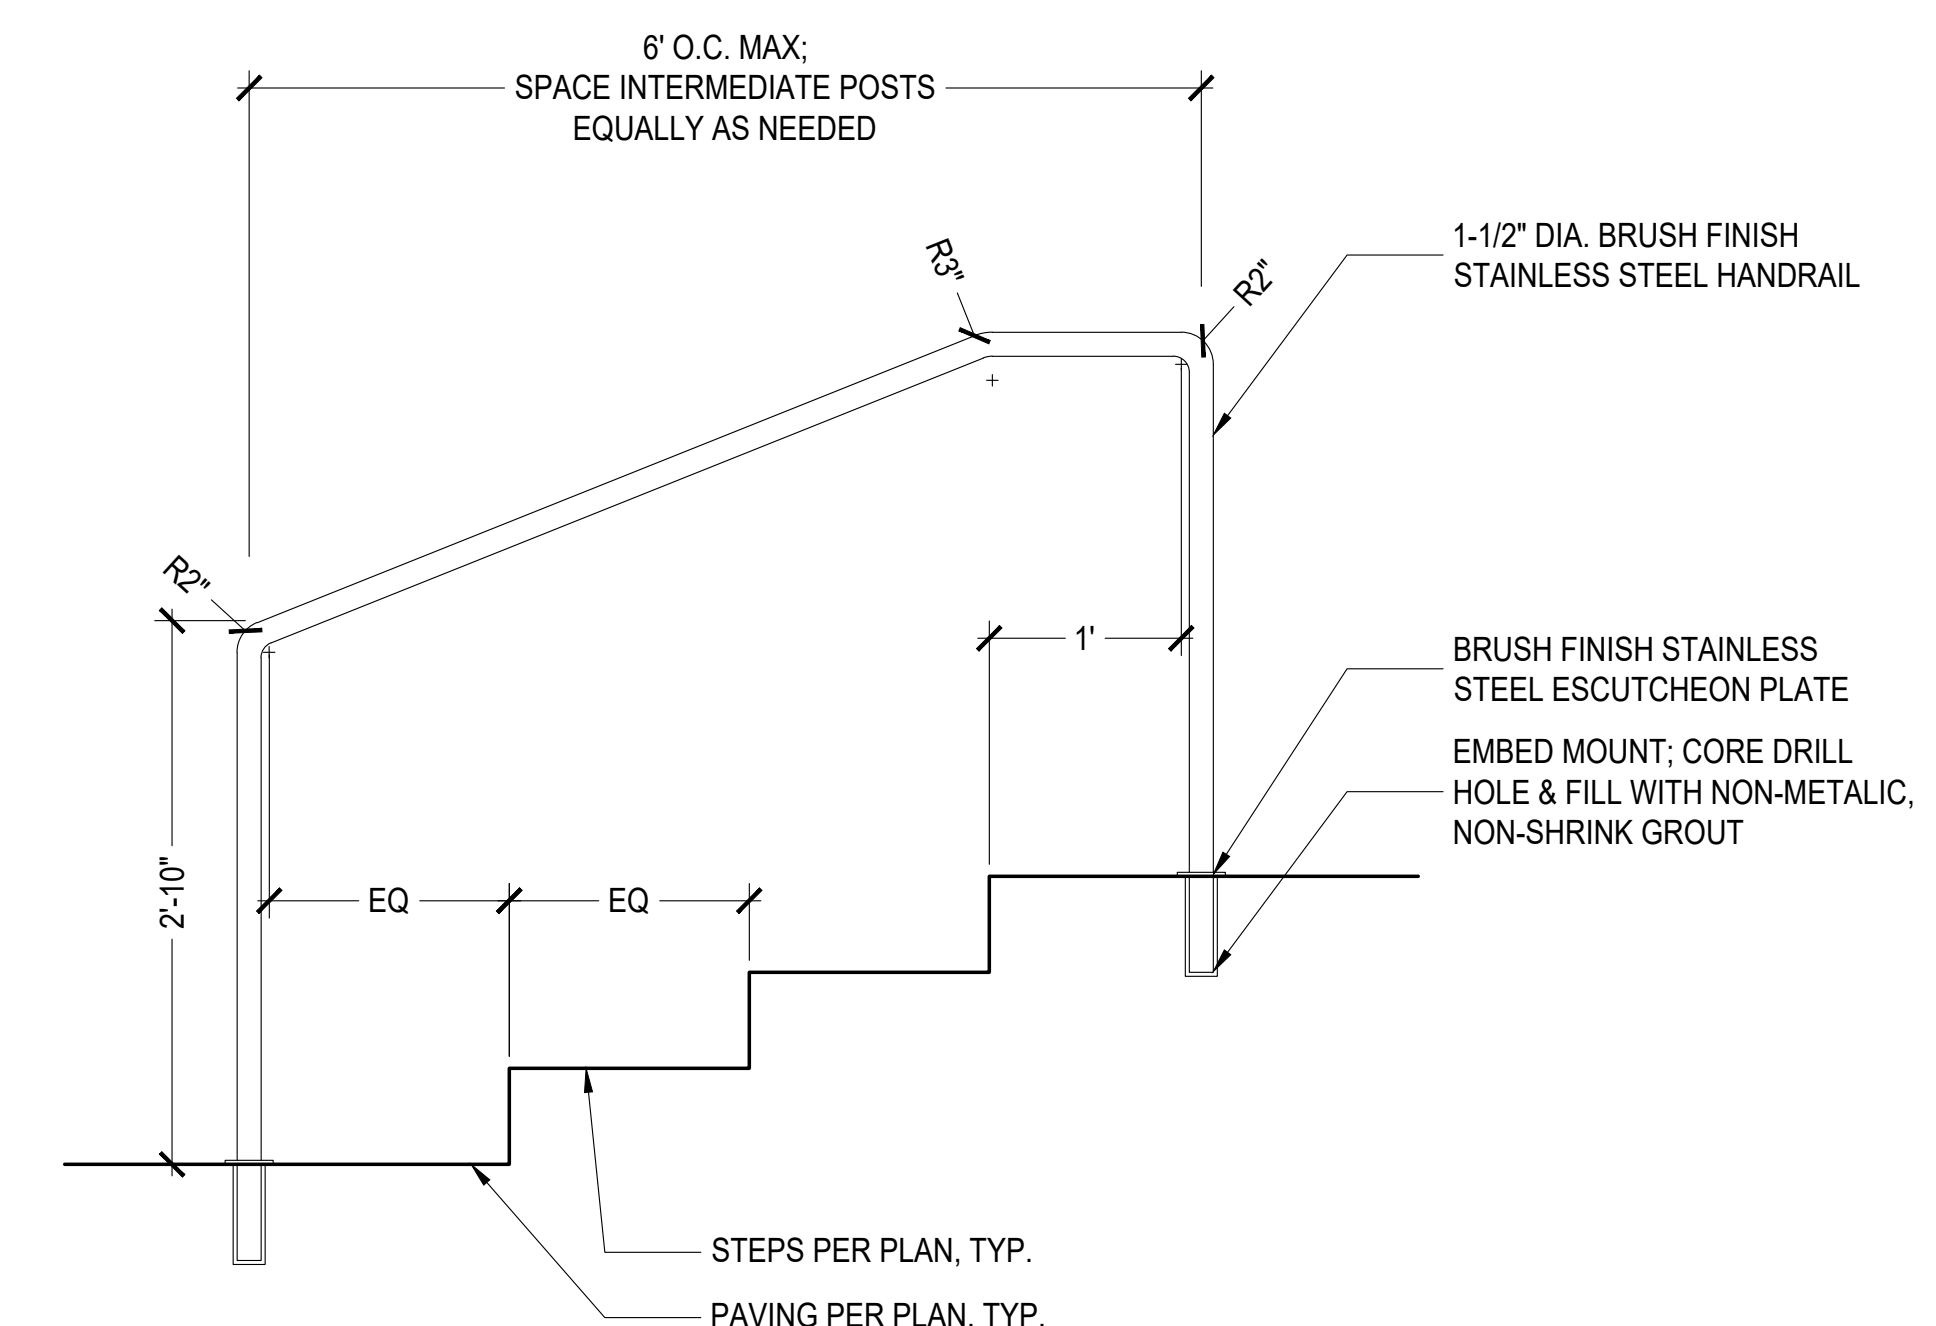 6' O.C. MAX;
SPACE INTERMEDIATE POSTS
EQUALLY AS NEEDED
R3"
R2"
1-1/2" DIA. BRUSH FINISH
STAINLESS STEEL HANDRAIL
R2"
1'
BRUSH FINISH STAINLESS
STEEL ESCUTCHEON PLATE
EMBED MOUNT; CORE DRILL
HOLE & FILL WITH NON-METALIC,
NON-SHRINK GROUT
2'-10"
EQ
EQ
STEPS PER PLAN, TYP.
PAVING PER PLAN, TYP.